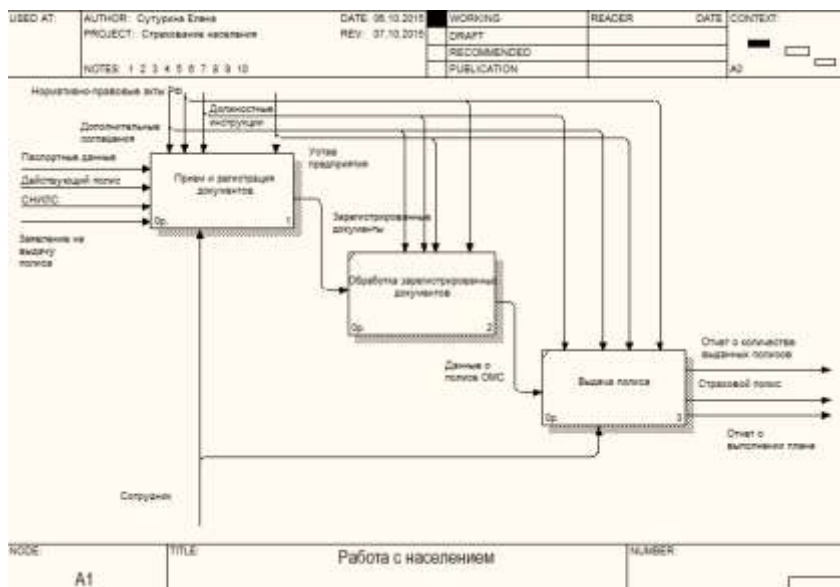 USED AT:
AUTHOR: Сутурина Елена
DATE: 05.10.2015
WORKING
READER
DATE
CONTEXT:
PROJECT: Страхование населения
REV: 07.10.2015
DRAFT
RECOMMENDED
NOTES: 1 2 3 4 5 6 7 8 9 10
PUBLICATION
A0
Нормативно-правовые акты РФ
Должностные
инструкции
Дополнительные
соглашения
Устав
предприятия
Паспортные данные
Действующий полис
СНИЛС
Заявление на
выдачу
полиса
Прием и регистрация
документов
0р.
1
Зарегистрированные
документы
Обработка зарегистрированных
документов
0р.
2
Данные о
полисе ОМС
Выдача полиса
0р.
3
Отчет о количестве
выданных полисов
Страховой полис
Отчет о
выполнении плана
Сотрудник
NODE:
TITLE:
NUMBER:
A1
Работа с населением